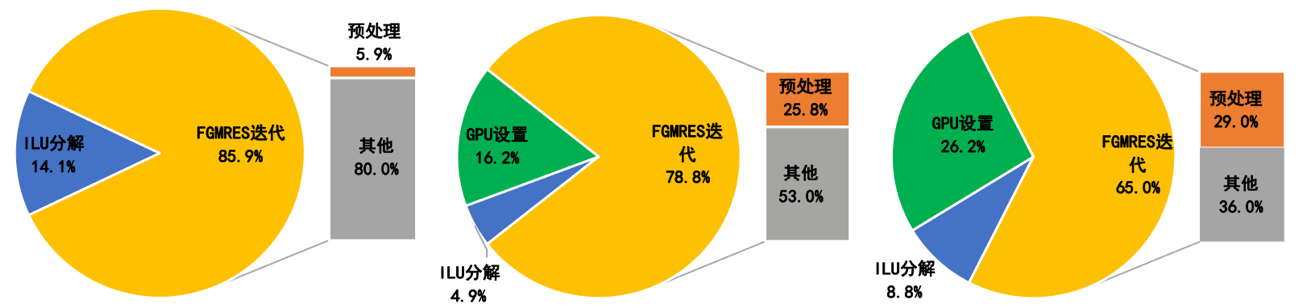 ILU分解
14.1%
FGMRES迭代
85.9%
预处理
5.9%
其他
80.0%
GPU设置
16.2%
ILU分解
4.9%
FGMRES迭
代
78.8%
预处理
25.8%
其他
53.0%
GPU设置
26.2%
ILU分解
8.8%
FGMRES迭
代
65.0%
预处理
29.0%
其他
36.0%